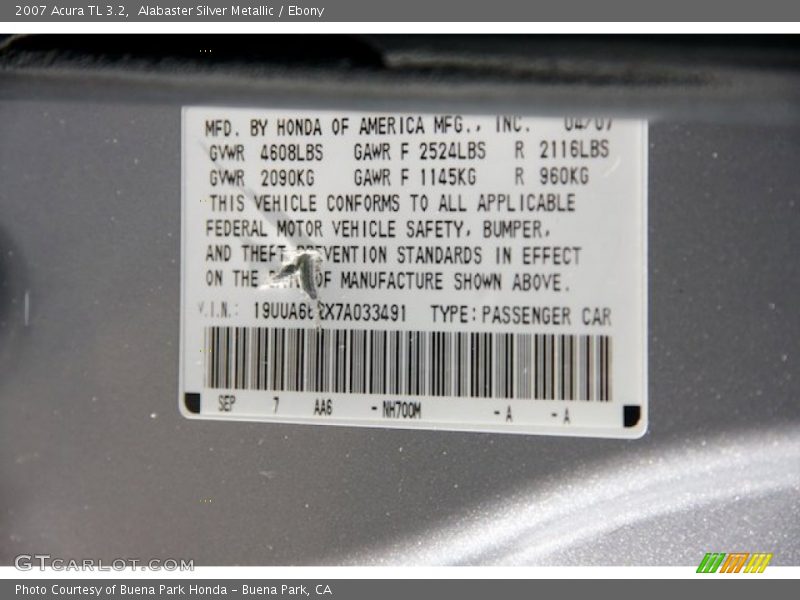 2007 Acura TL 3.2, Alabaster Silver Metallic / Ebony
MFD. BY HONDA OF AMERICA MFG., INC. 04/07
GVWR 4608LBS GAWR F 2524LBS R 2116LBS
GVWR 2090KG GAWR F 1145KG R 960KG
THIS VEHICLE CONFORMS TO ALL APPLICABLE
FEDERAL MOTOR VEHICLE SAFETY, BUMPER,
AND THEFT PREVENTION STANDARDS IN EFFECT
ON THE OF MANUFACTURE SHOWN ABOVE.
V.I.N.: TYPE: PASSENGER CAR
SEP 7 AA6 - NH700M - A - A
GTcarlot.com
Photo Courtesy of Buena Park Honda - Buena Park, CA